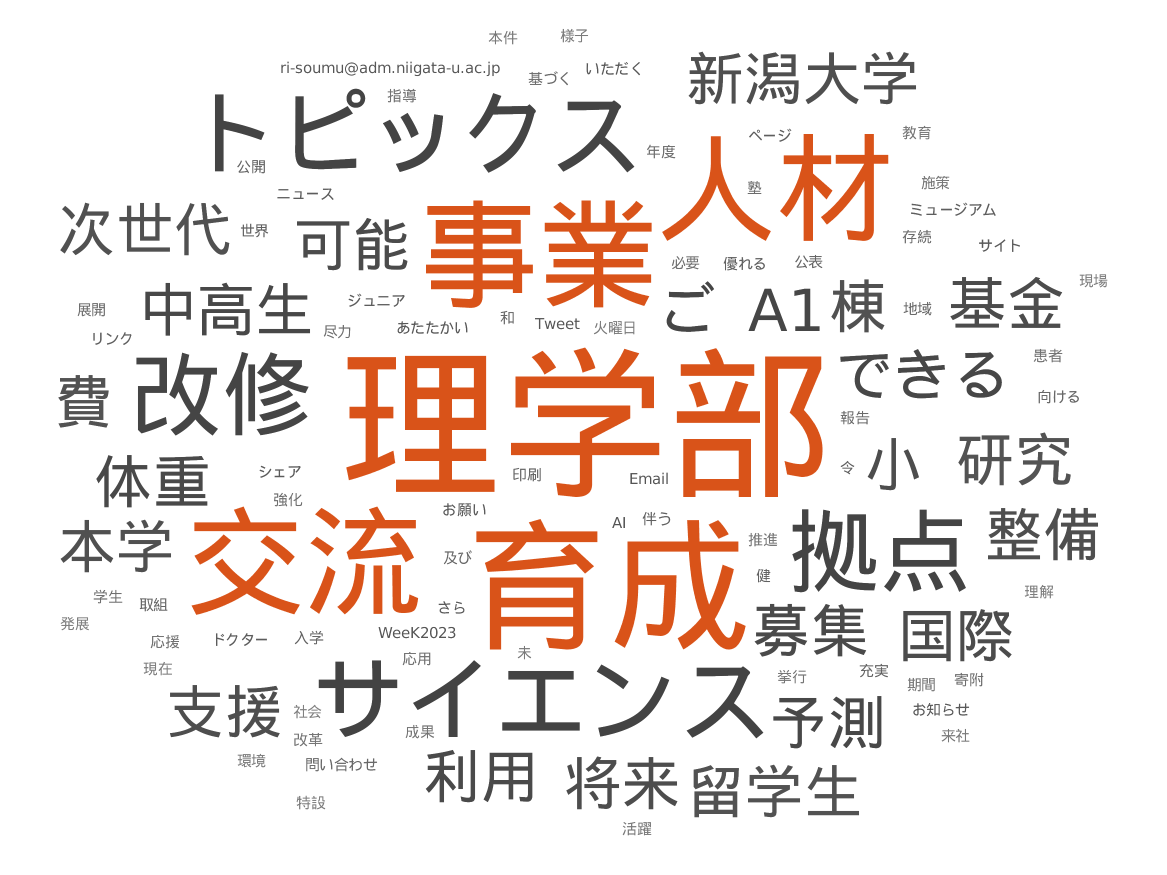 本件
様子
ri-soumu@adm.niigata-u.ac.jp
基づく
いただく
新潟大学
指導
トピックス
公開
年度
ページ
人材
教育
塾
施策
ニュース
ミュージアム
次世代
世界
可能
事業
存続
サイト
必要
優れる
公表
現場
展開
中高生
ジュニア
ご
A1棟
地域
基金
リンク
尽力
あたたかい
和
Tweet
火曜日
患者
費
改修
理学部
できる
向ける
報告
体重
シェア
印刷
Email
令
小
研究
強化
お願い
AI
伴う
本学
交流
及び
育成
推進
拠点
整備
健
学生
取組
さら
理解
発展
応援
ドクター
入学
WeeK2023
募集
国際
現在
応用
未
挙行
充実
期間
寄附
支援
社会
サイエンス
予測
お知らせ
成果
改革
来社
環境
問い合わせ
利用
将来
留学生
特設
活躍